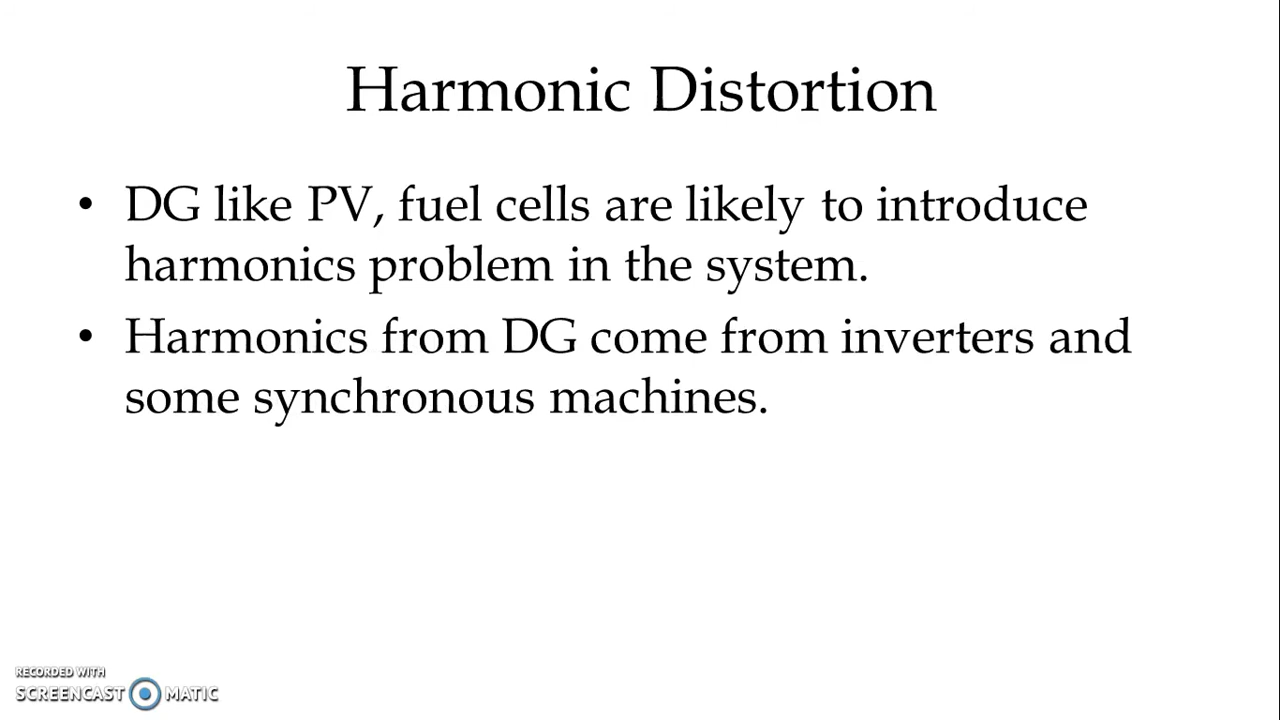 Harmonic Distortion
• DG like PV, fuel cells are likely to introduce
harmonics problem in the system.
• Harmonics from DG come from inverters and
some synchronous machines.
RECORDED WITH
SCREENCAST MATIC